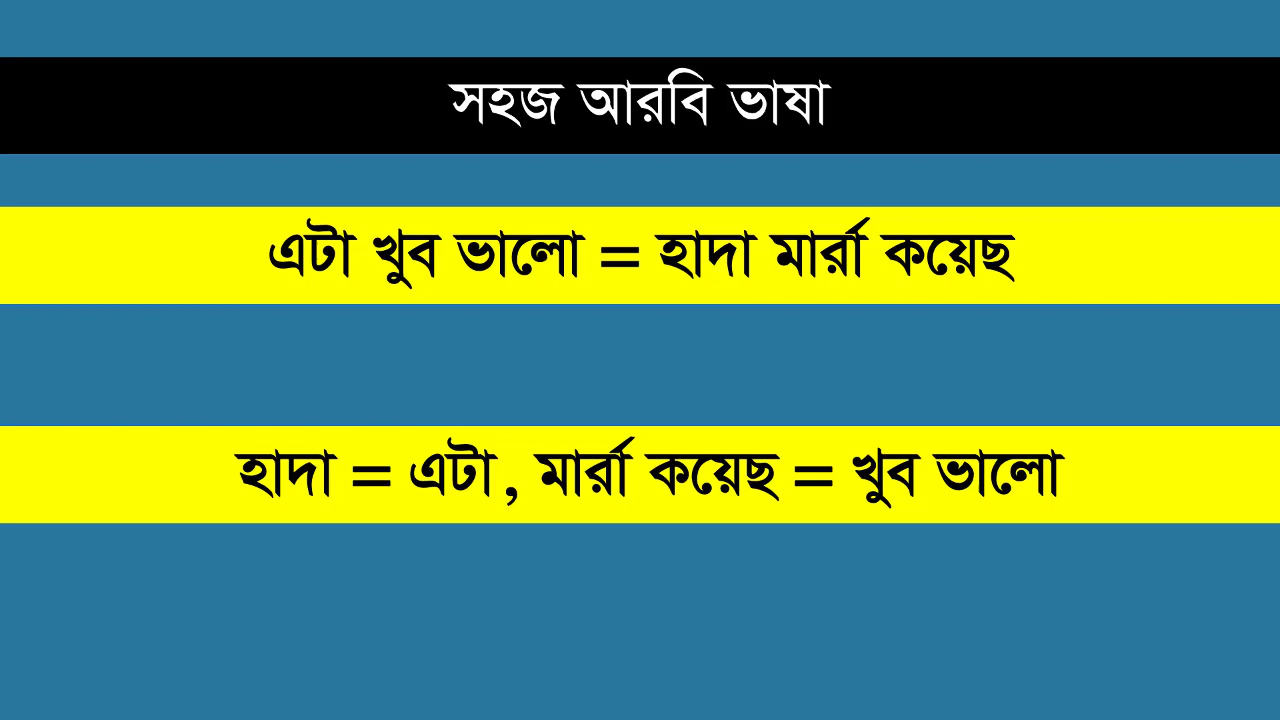 সহজ আরবি ভাষা
এটা খুব ভালো = হাদা মার্রা কয়েছ
হাদা = এটা, মার্রা কয়েছ = খুব ভালো